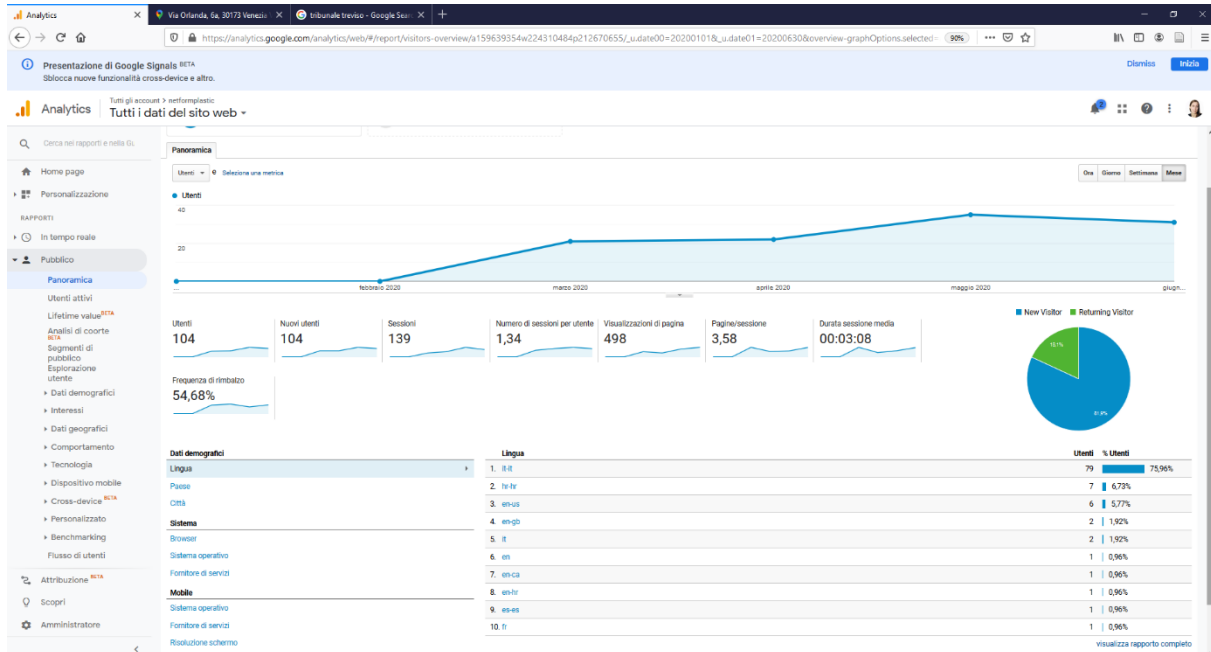 Analytics
Via Orlanda, 6a, 30173 Venezia
tribunale treviso - Google Sear
https://analytics.google.com/analytics/web/#/report/visitors-overview/a159639354w224310484p212670655/_u.date00=20200101&_u.date01=20200630&overview-graphOptions.selected=
90%
Presentazione di Google Signals BETA
Sblocca nuove funzionalità cross-device e altro.
Dismiss
Inizia
Analytics
Tutti gli account > netformplastic
Tutti i dati del sito web
2
Cerca nei rapporti e nella Gu
Home page
Personalizzazione
RAPPORTI
In tempo reale
Pubblico
Panoramica
Utenti attivi
Lifetime value BETA
Analisi di coorte
BETA
Segmenti di
pubblico
Esplorazione
utente
Dati demografici
Interessi
Dati geografici
Comportamento
Tecnologia
Dispositivo mobile
Cross-device BETA
Personalizzato
Benchmarking
Flusso di utenti
Attribuzione BETA
Scopri
Amministratore
Panoramica
Utenti
e
Seleziona una metrica
Ora Giorno Settimana Mese
Utenti
40
20
...
febbraio 2020
marzo 2020
aprile 2020
maggio 2020
giugn...
Utenti
104
Nuovi utenti
104
Sessioni
139
Numero di sessioni per utente
1,34
Visualizzazioni di pagina
498
Pagine/sessione
3,58
Durata sessione media
00:03:08
Frequenza di rimbalzo
54,68%
New Visitor
Returning Visitor
Dati demografici
Lingua
Paese
Città
Sistema
Browser
Sistema operativo
Fornitore di servizi
Mobile
Sistema operativo
Fornitore di servizi
Risoluzione schermo
Lingua Utenti % Utenti
1. it-it 79 75,96%
2. hr-hr 7 6,73%
3. en-us 6 5,77%
4. en-gb 2 1,92%
5. it 2 1,92%
6. en 1 0,96%
7. en-ca 1 0,96%
8. en-hr 1 0,96%
9. es-es 1 0,96%
10. fr 1 0,96%
visualizza rapporto completo